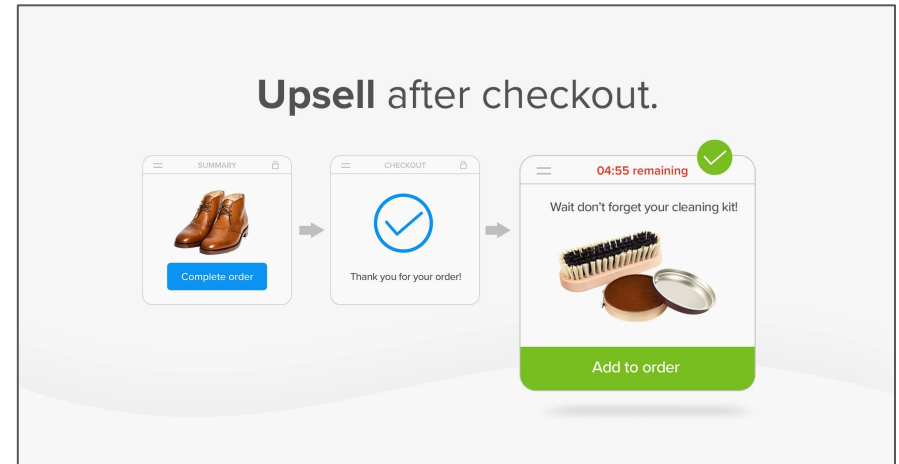 Upsell after checkout.
SUMMARY
Complete order
CHECKOUT
Thank you for your order!
04:55 remaining
Wait don't forget your cleaning kit!
Add to order